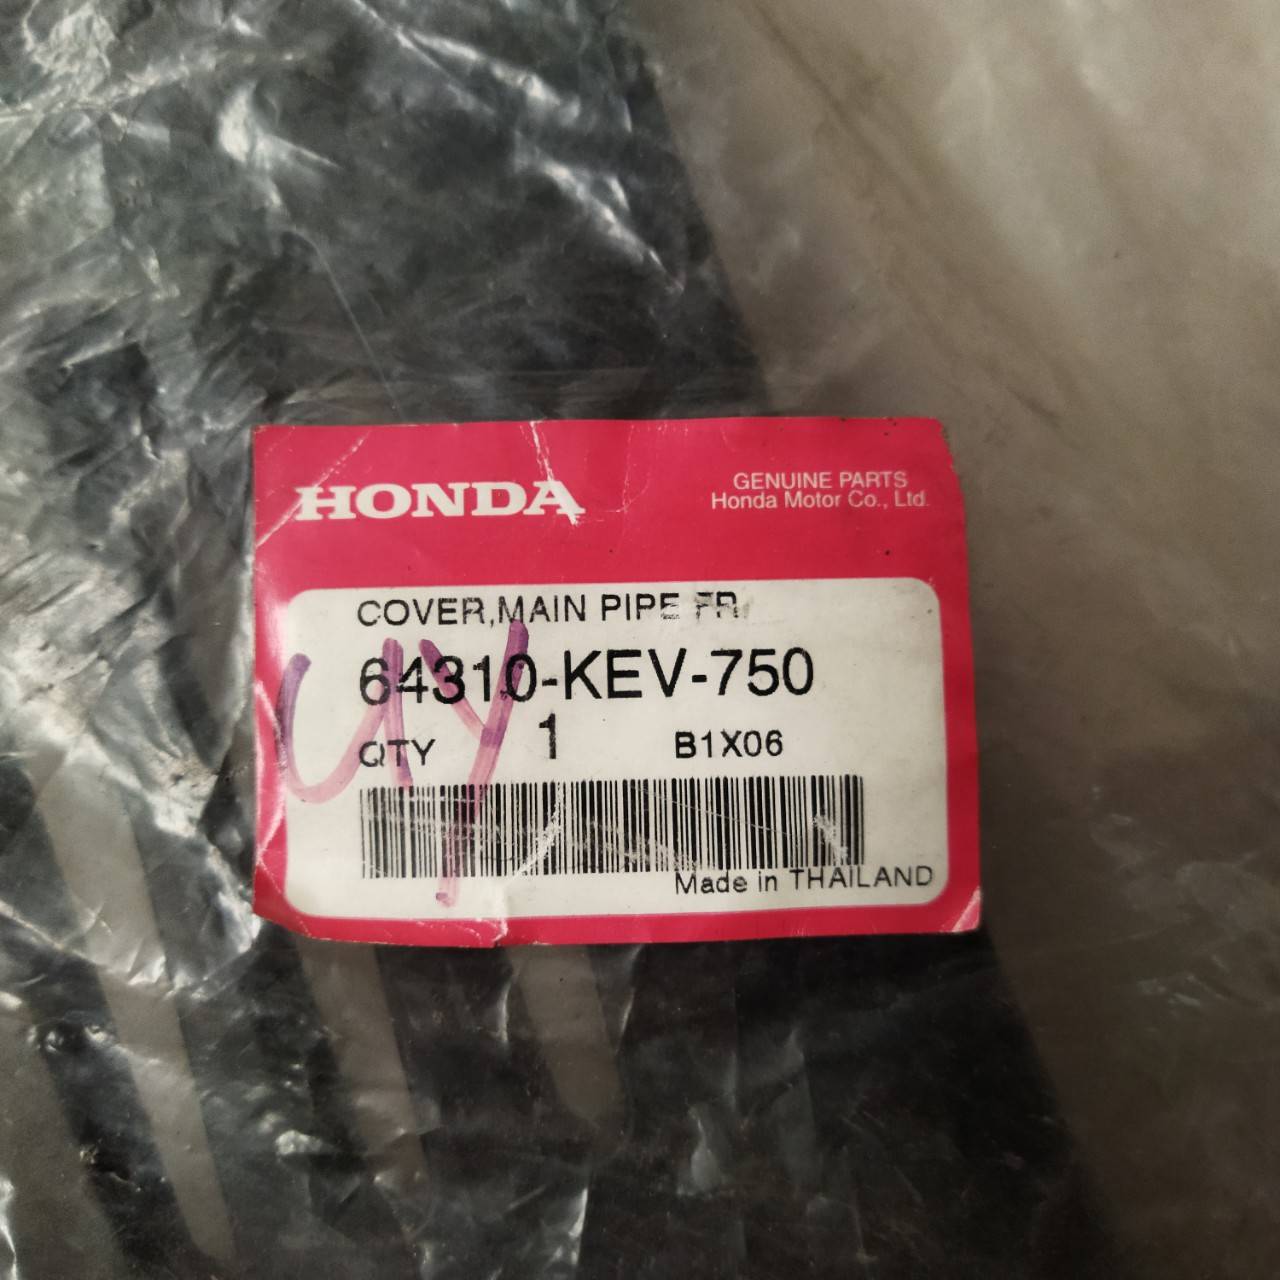 HONDA
GENUINE PARTS
Honda Motor Co., Ltd.
COVER,MAIN PIPE FR
64310-KEV-750
QTY 1 B1X06
Made in THAILAND
UY